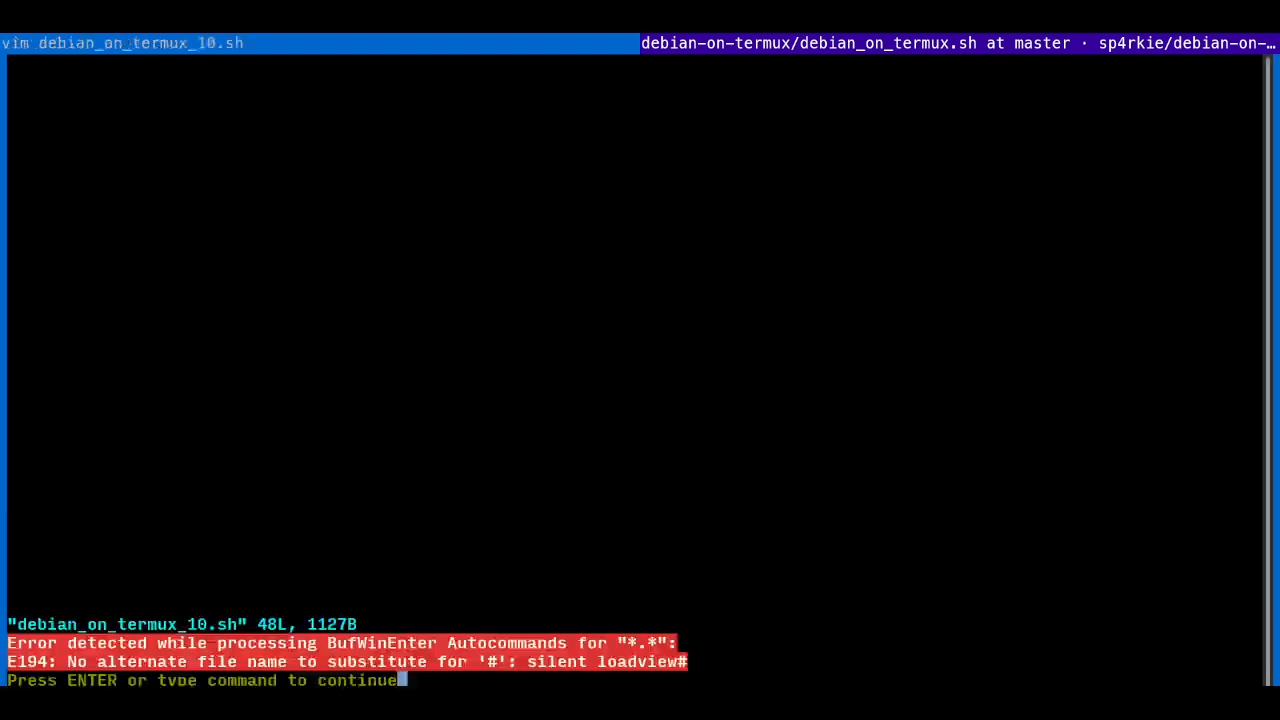 vim debian_on_termux_10.sh
debian-on-termux/debian_on_termux.sh at master · sp4rkie/debian-on-…
"debian_on_termux_10.sh" 48L, 1127B
Error detected while processing BufWinEnter Autocommands for "*.*":
E194: No alternate file name to substitute for '#': silent loadview#
Press ENTER or type command to continue